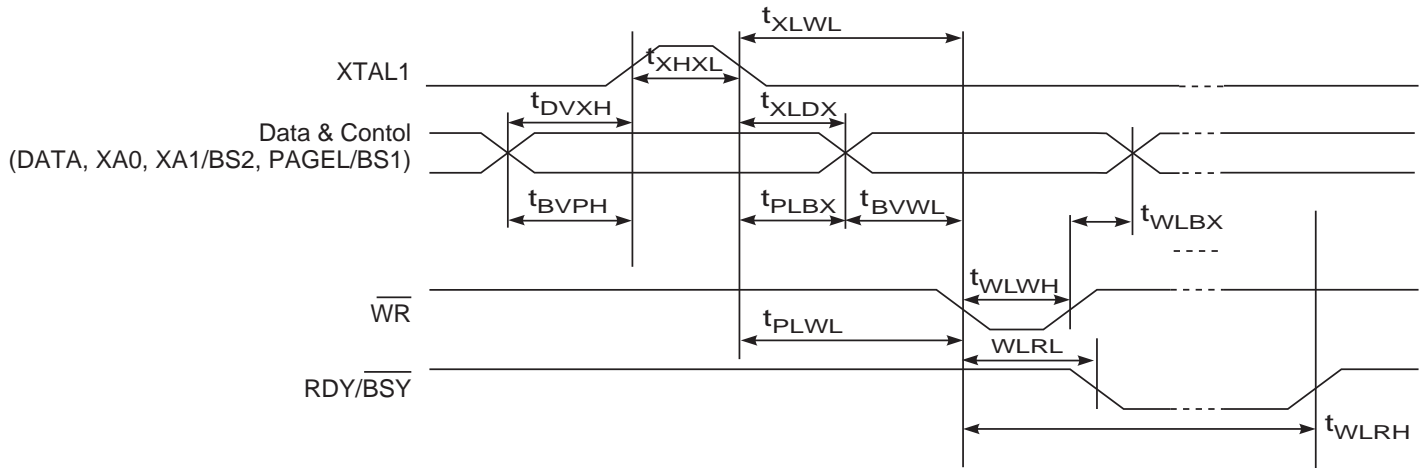 tXLWL
XTAL1
tXHXL
tDVXH
tXLDX
Data & Contol
(DATA, XA0, XA1/BS2, PAGEL/BS1)
tBVPH
tPLBX
tBVWL
tWLBX
tWLWH
WR
tPLWL
WLRL
RDY/BSY
tWLRH